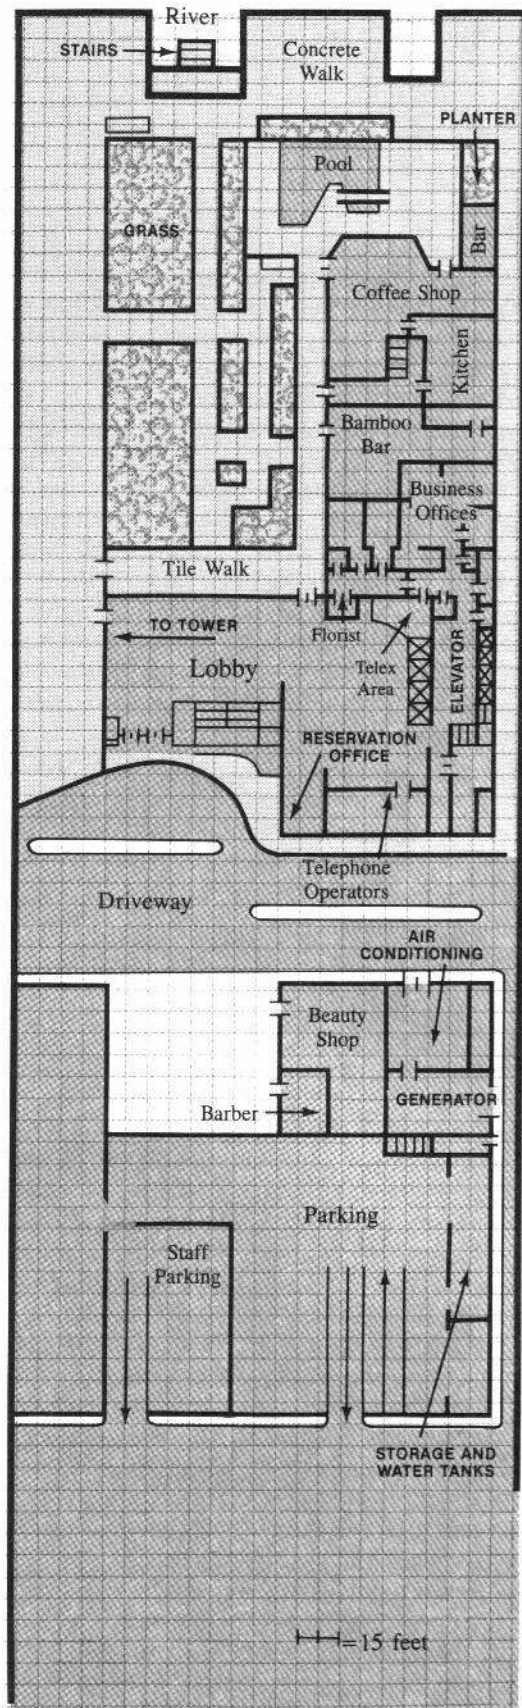 River
STAIRS
Concrete
Walk
PLANTER
Pool
GRASS
Bar
Coffee Shop
Kitchen
Bamboo
Bar
Business
Offices
Tile Walk
Florist
TO TOWER
Lobby
Telex
Area
ELEVATOR
RESERVATION
OFFICE
Telephone
Operators
Driveway
AIR
CONDITIONING
Beauty
Shop
GENERATOR
Barber
Parking
Staff
Parking
STORAGE AND
WATER TANKS
=15 feet